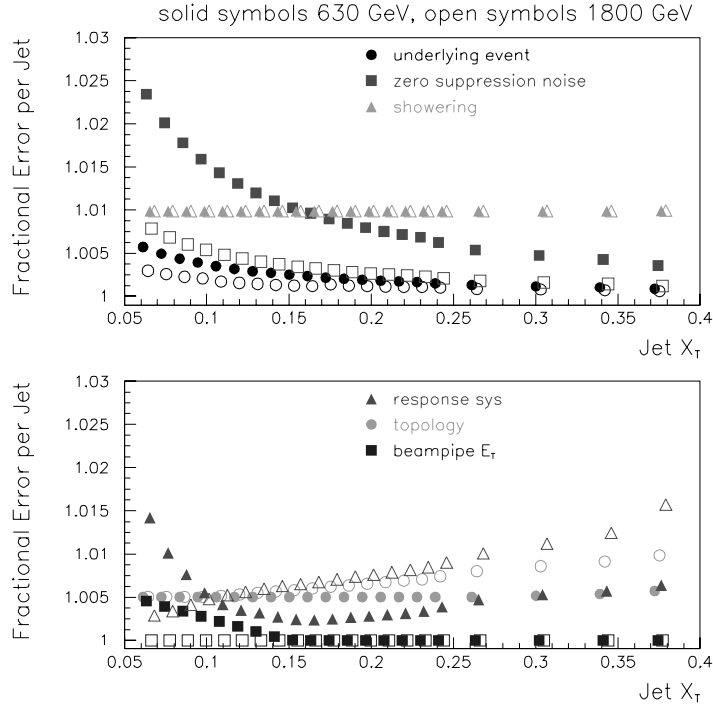 solid symbols 630 GeV, open symbols 1800 GeV
Fractional Error per Jet
1.03
1.025
1.02
1.015
1.01
1.005
1
underlying event
zero suppression noise
showering
0.05 0.1 0.15 0.2 0.25 0.3 0.35 0.4
Jet X_T
Fractional Error per Jet
1.03
1.025
1.02
1.015
1.01
1.005
1
response sys
topology
beampipe E_T
0.05 0.1 0.15 0.2 0.25 0.3 0.35 0.4
Jet X_T